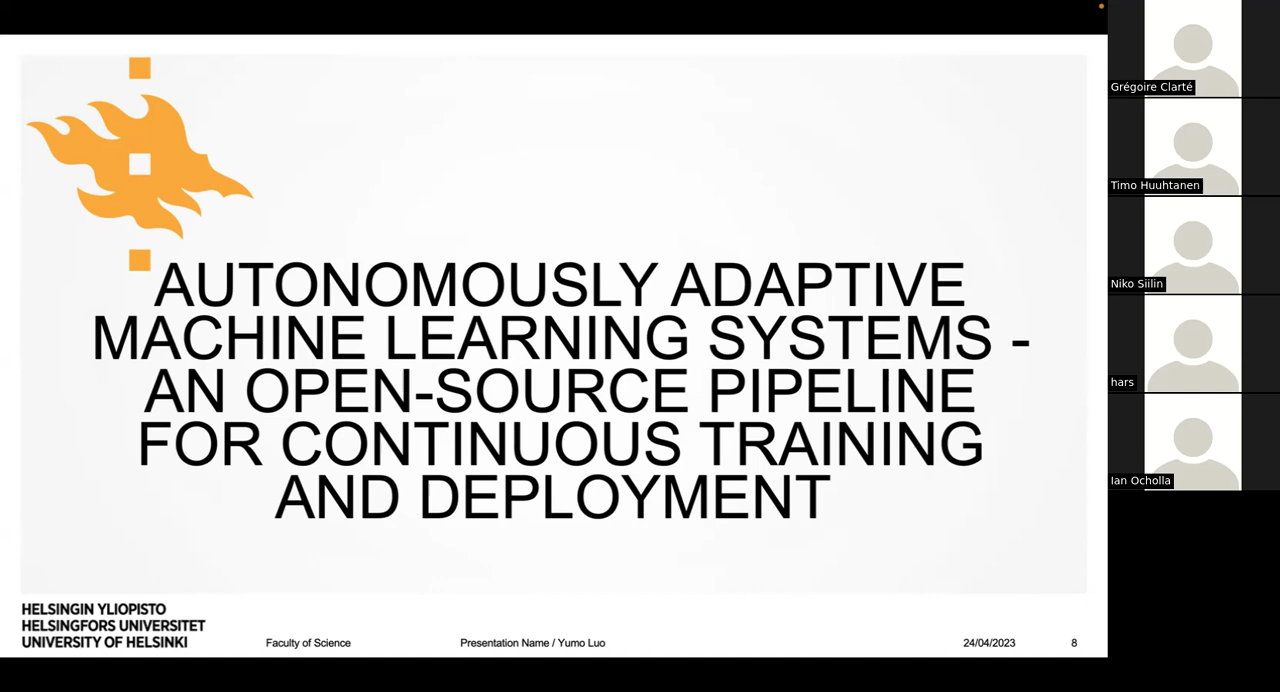 AUTONOMOUSLY ADAPTIVE
MACHINE LEARNING SYSTEMS -
AN OPEN-SOURCE PIPELINE
FOR CONTINUOUS TRAINING
AND DEPLOYMENT
HELSINGIN YLIOPISTO
HELSINGFORS UNIVERSITET
UNIVERSITY OF HELSINKI
Faculty of Science
Presentation Name / Yumo Luo
24/04/2023
8
Grégoire Clarté
Timo Huuhtanen
Niko Siilin
hars
Ian Ocholla